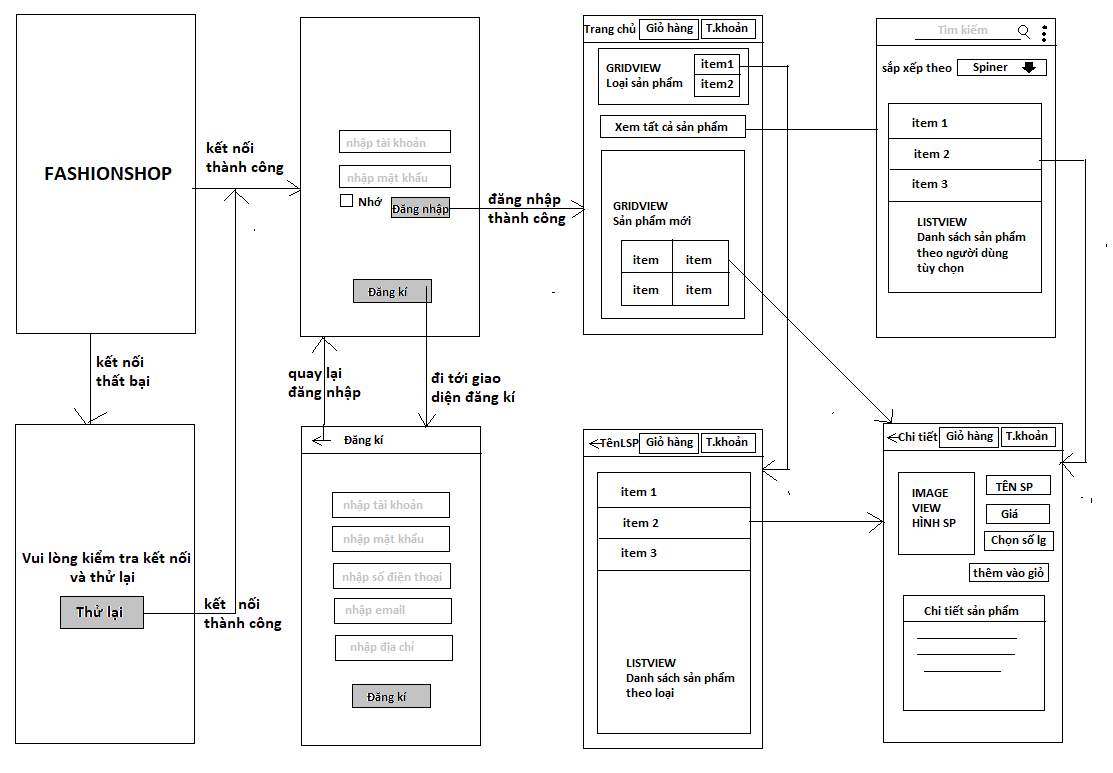 FASHIONSHOP
kết nối
thành công
kết nối
thất bại
Vui lòng kiểm tra kết nối
và thử lại
Thử lại
kết nối
thành công
nhập tài khoản
nhập mật khẩu
Nhớ
Đăng nhập
Đăng kí
đăng nhập
thành công
quay lại
đăng nhập
đi tới giao
diện đăng kí
Đăng kí
nhập tài khoản
nhập mật khẩu
nhập số điện thoại
nhập email
nhập địa chỉ
Đăng kí
Trang chủ
Giỏ hàng
T.khoản
GRIDVIEW
Loại sản phẩm
item1
item2
Xem tất cả sản phẩm
GRIDVIEW
Sản phẩm mới
item
item
item
item
Tìm kiếm
sắp xếp theo
Spiner
item 1
item 2
item 3
LISTVIEW
Danh sách sản phẩm
theo người dùng
tùy chọn
TênLSP
Giỏ hàng
T.khoản
item 1
item 2
item 3
LISTVIEW
Danh sách sản phẩm
theo loại
Chi tiết
Giỏ hàng
T.khoản
IMAGE
VIEW
HÌNH SP
TÊN SP
Giá
Chọn số lg
thêm vào giỏ
Chi tiết sản phẩm